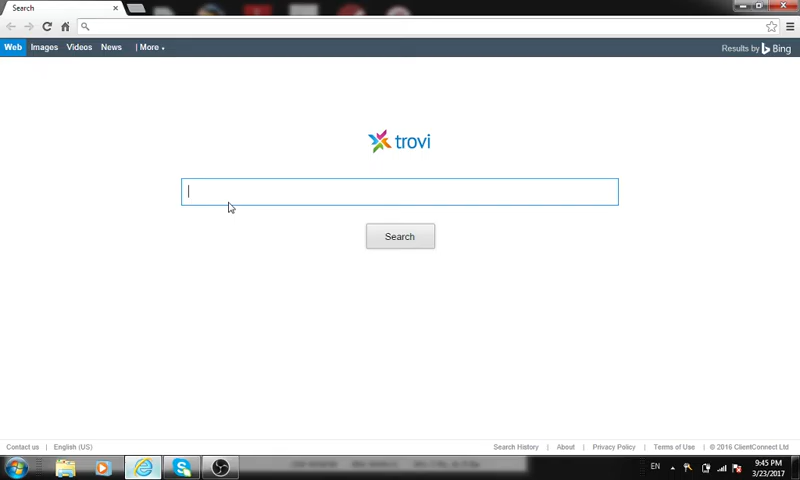 Search
Web Images Videos News | More
Results by Bing
trovi
Search
Contact us | English (US)
Search History | About | Privacy Policy | Terms of Use | © 2016 ClientConnect Ltd
EN
9:45 PM
3/23/2017